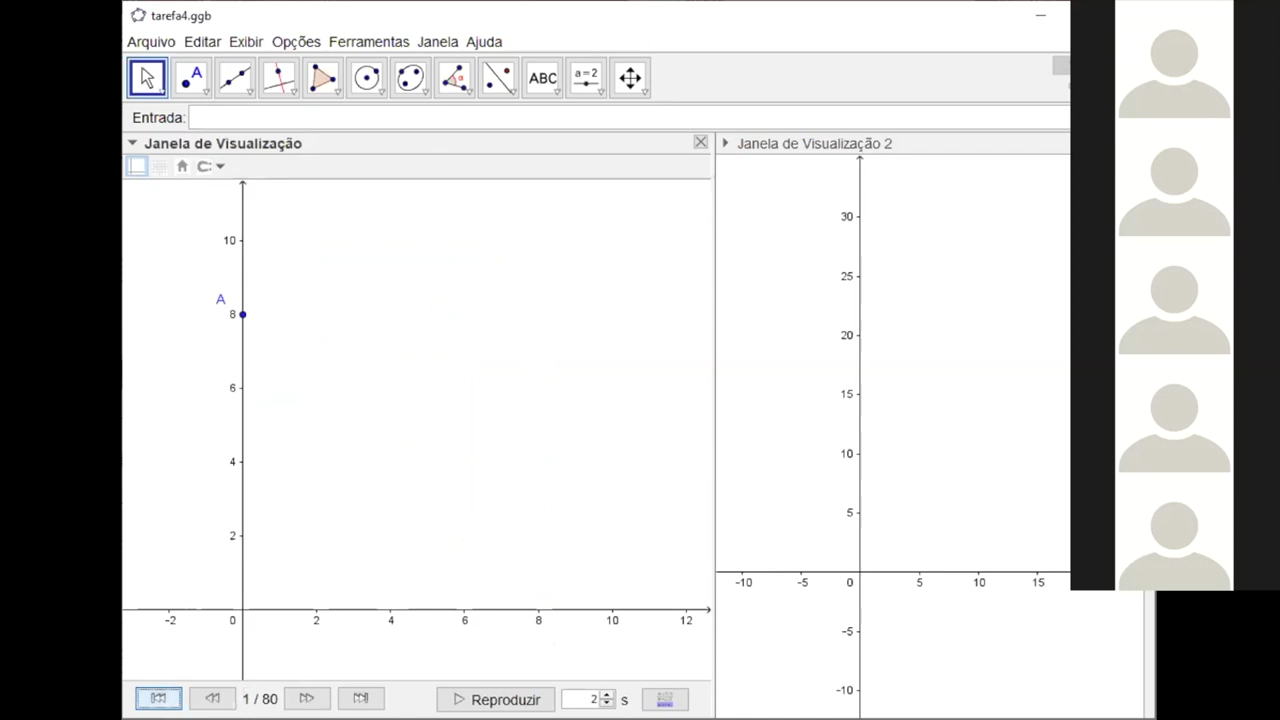 tarefa4.ggb
Arquivo Editar Exibir Opções Ferramentas Janela Ajuda
A ABC a=2
Entrada:
Janela de Visualização
Janela de Visualização 2
10
A
8
6
4
2
-2 0 2 4 6 8 10 12
30
25
20
15
10
5
-10 -5 0 5 10 15
-5
-10
1 / 80 Reproduzir 2 s